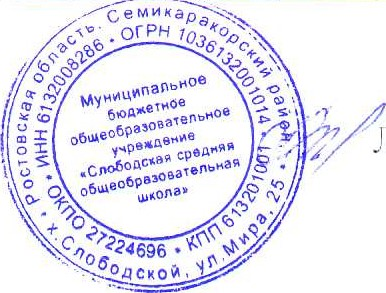 Ростовская область, Семикаракорский район
* х.Слободской, ул.Мира, 25 *
* ИНН 6132008286 * ОГРН 1036132001014
* ОКПО 27224696 * КПП 613201001 *
Муниципальное
бюджетное
общеобразовательное
учреждение
«Слободская средняя
общеобразовательная
школа»